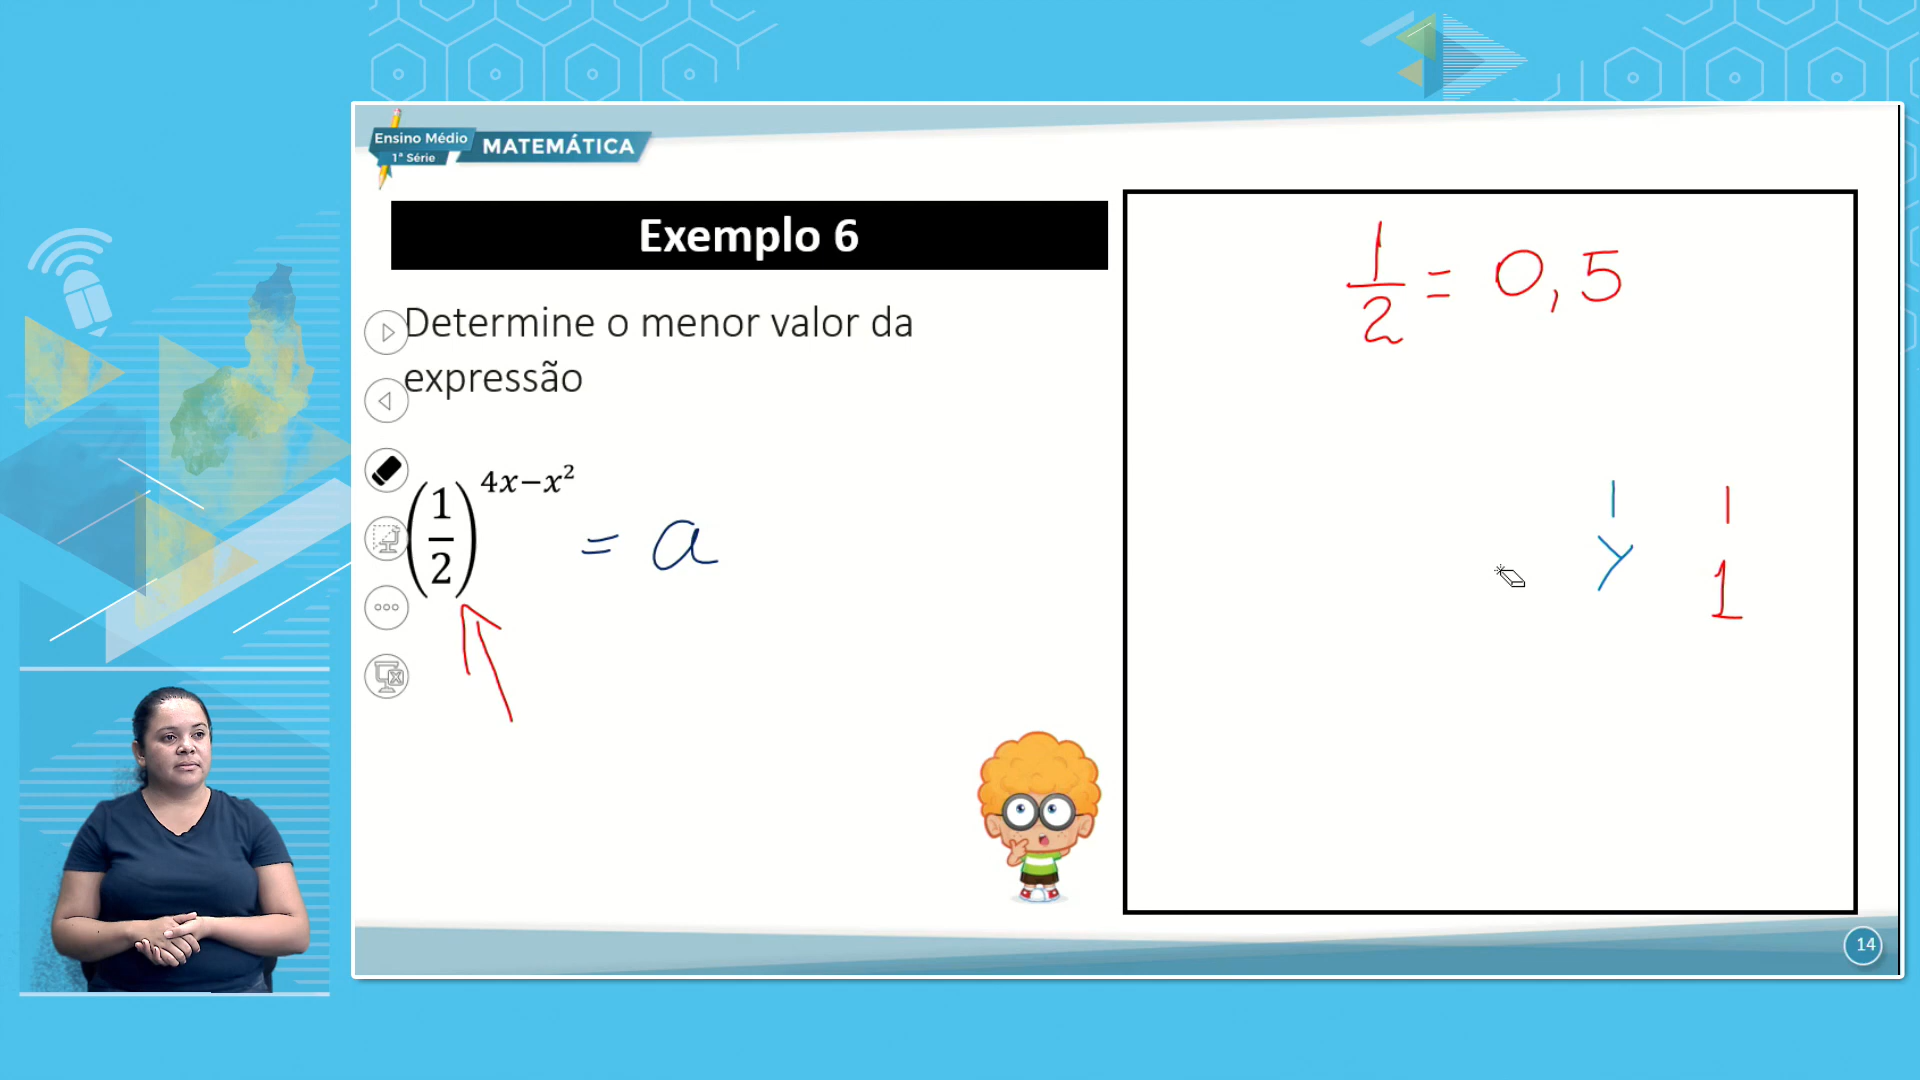 Ensino Médio
1ª Série
MATEMÁTICA
Exemplo 6
Determine o menor valor da
expressão
(1/2)^{4x−x²} = a
1/2 = 0,5
1 1
y 1
14